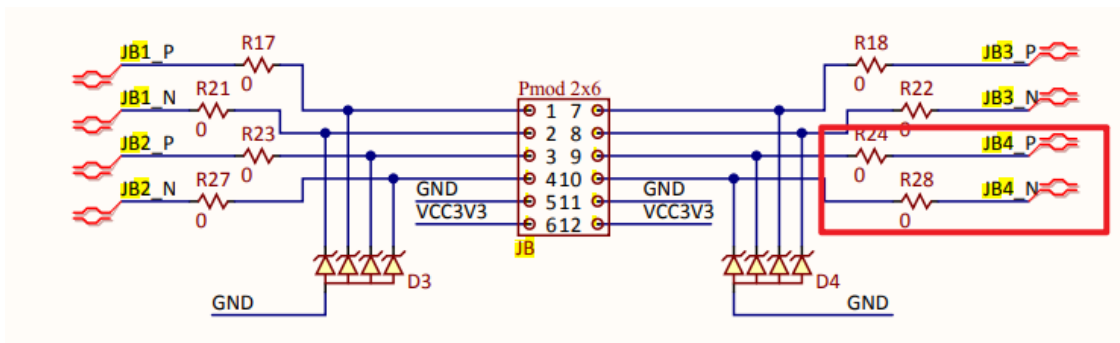 JB1_P R17 0
JB1_N R21 0
JB2_P R23 0
JB2_N R27 0
Pmod 2x6
1 7
2 8
3 9
4 10
GND 5 11 GND
VCC3V3 6 12 VCC3V3
JB
R18 0 JB3_P
R22 0 JB3_N
R24 0 JB4_P
R28 0 JB4_N
D3
GND
D4
GND